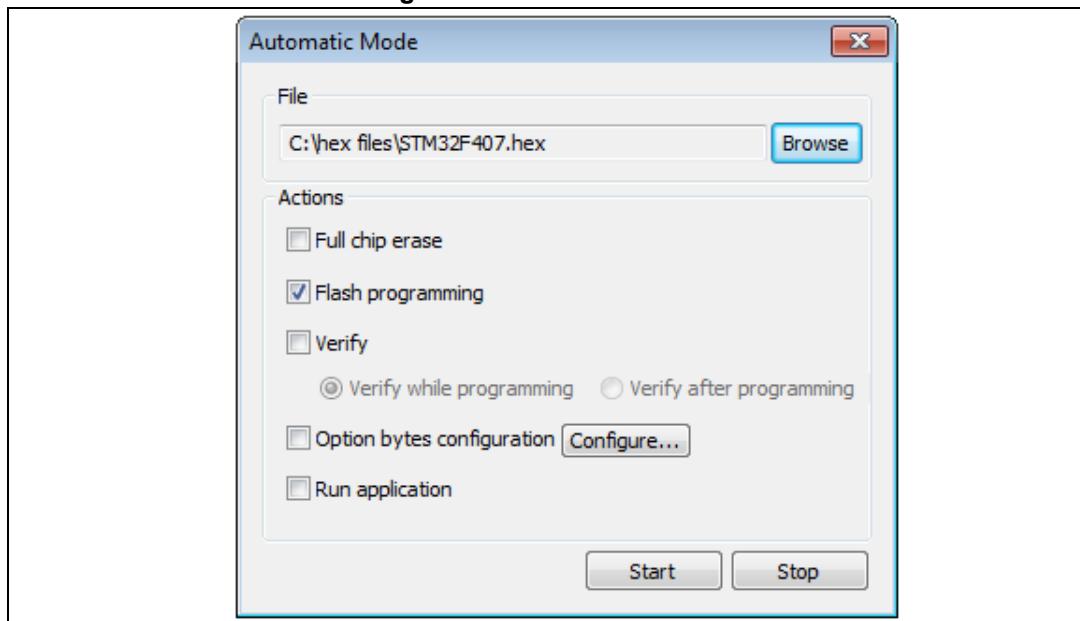 Automatic Mode
File
C:\hex files\STM32F407.hex Browse
Actions
Full chip erase
Flash programming
Verify
Verify while programming Verify after programming
Option bytes configuration Configure...
Run application
Start Stop